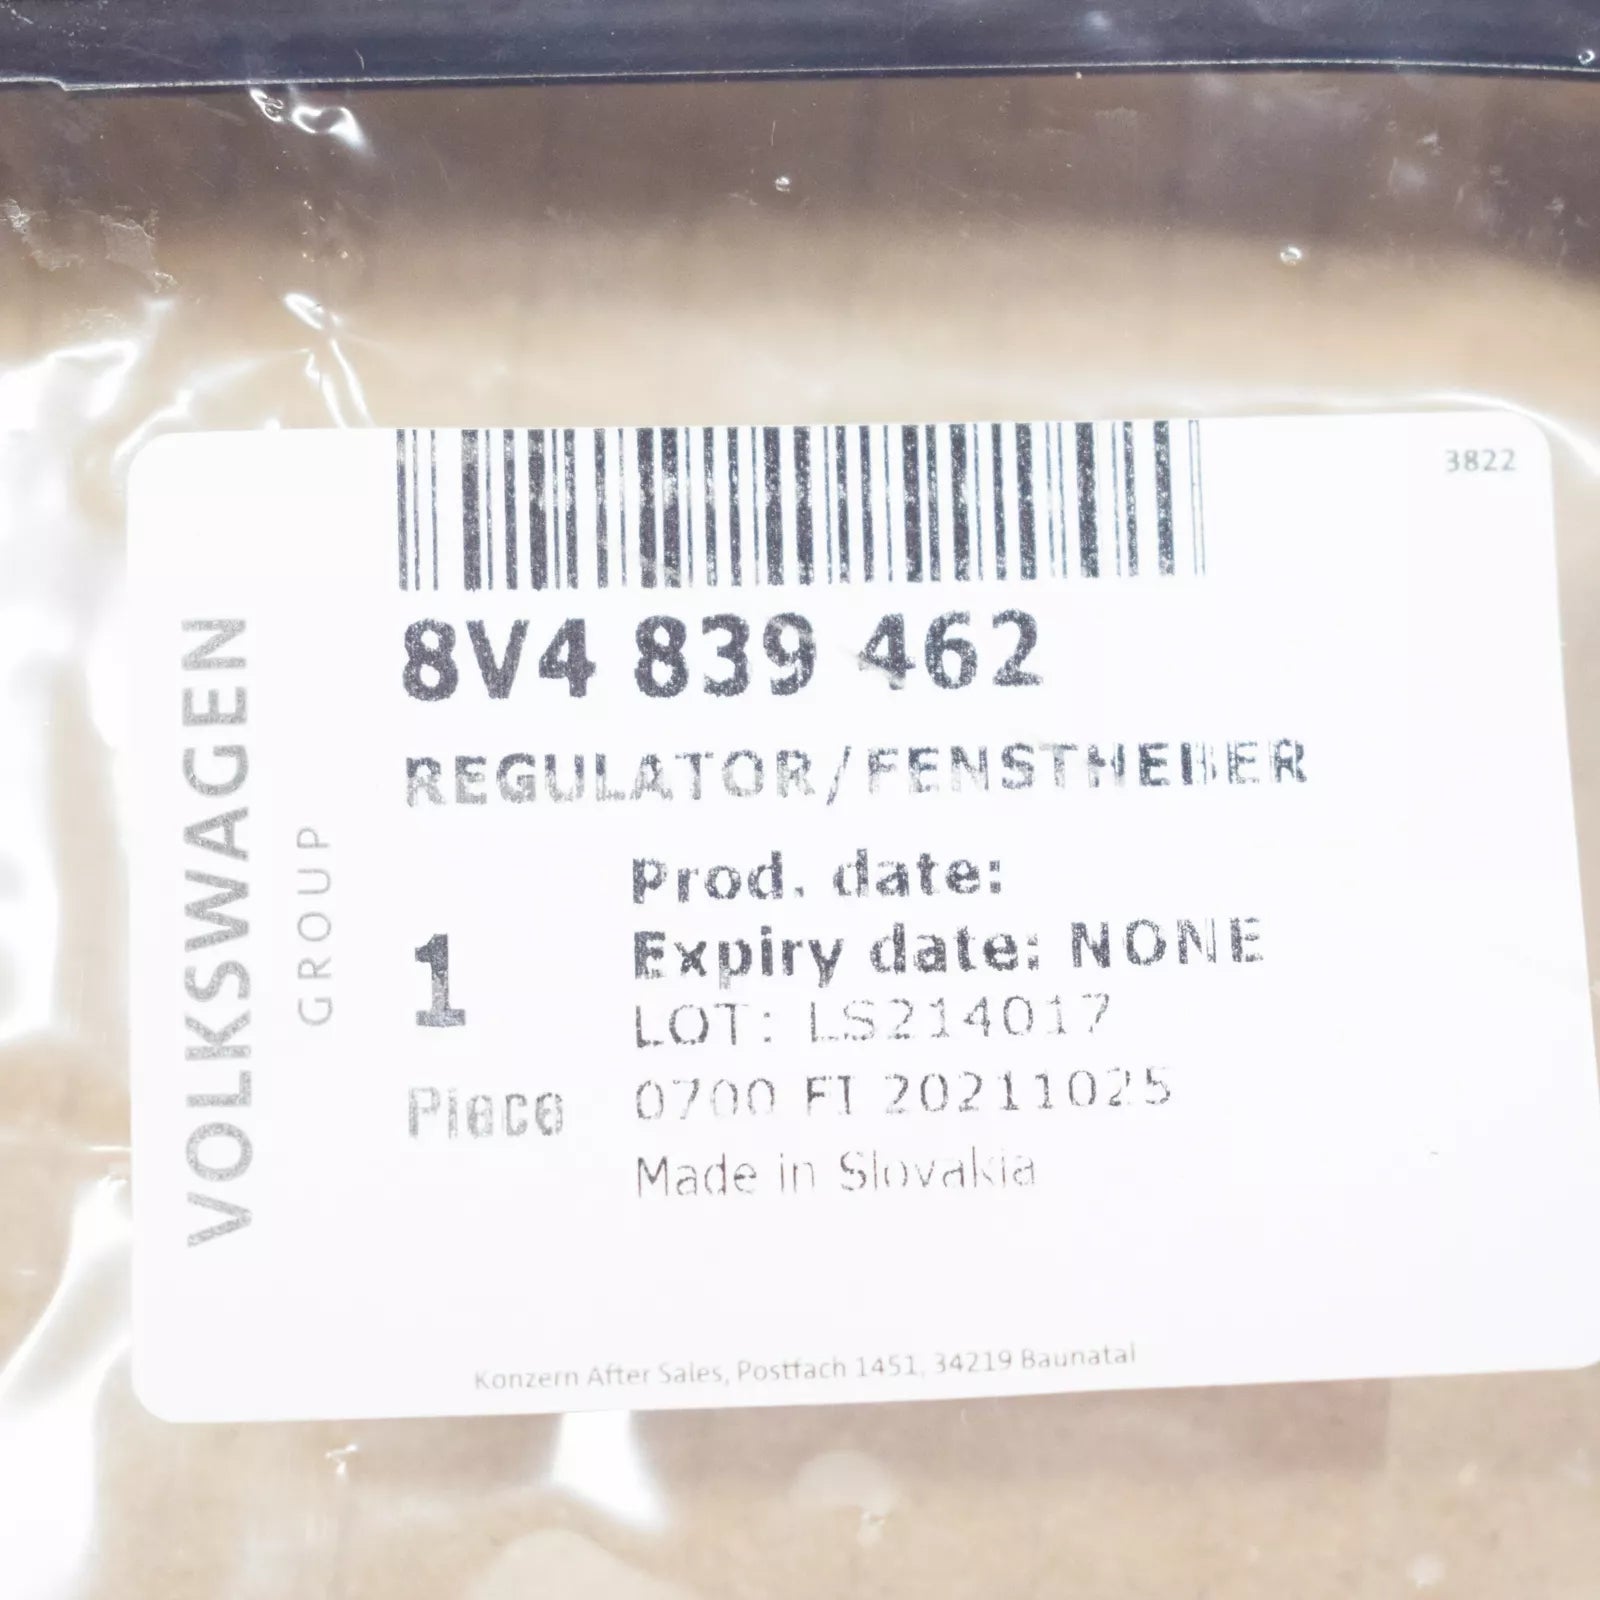 3822
8V4 839 462
REGULATOR/FENSTHEBER
Prod. date:
Expiry date: NONE
1
LOT: LS214017
Piece
0700 FI 20211025
Made in Slovakia
VOLKSWAGEN
GROUP
Konzern After Sales, Postfach 1451, 34219 Baunatal